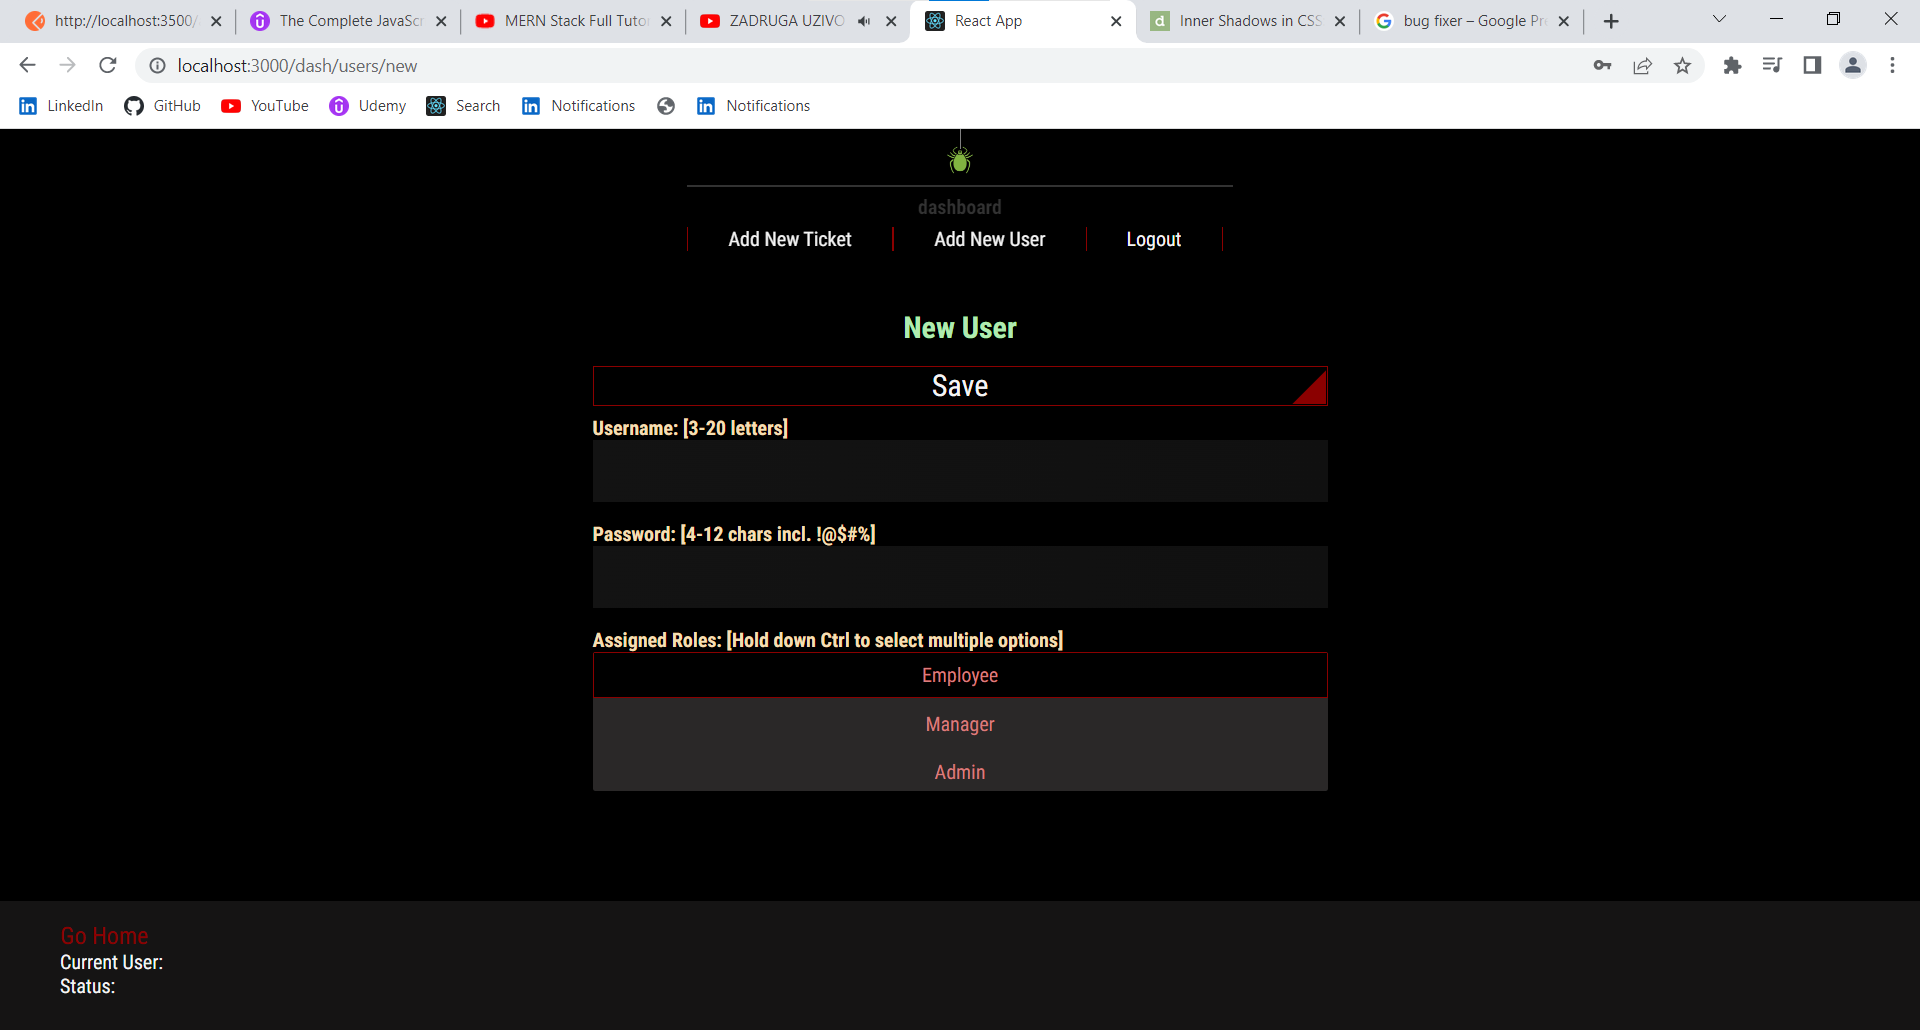 http://localhost:3500/
The Complete JavaScr
MERN Stack Full Tuto
ZADRUGA UZIVO
React App
Inner Shadows in CSS
bug fixer – Google Pr
localhost:3000/dash/users/new
LinkedIn
GitHub
YouTube
Udemy
Search
Notifications
Notifications
dashboard
Add New Ticket
Add New User
Logout
New User
Save
Username: [3-20 letters]
Password: [4-12 chars incl. !@$#%]
Assigned Roles: [Hold down Ctrl to select multiple options]
Employee
Manager
Admin
Go Home
Current User:
Status: